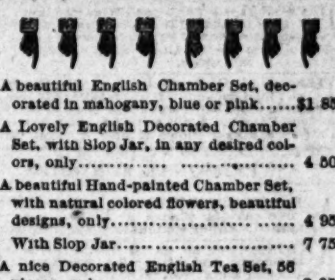 A beautiful English Chamber Set, dec-
orated in mahogany, blue or pink......$1 85
A Lovely English Decorated Chamber
Set, with Slop Jar, in any desired col-
ors, only.................... ..................... 4 50
A beautiful Hand-painted Chamber Set,
with natural colored flowers, beautiful
designs, only............................. ........ 4 95
With Slop Jar................................... 7 75
A nice Decorated English Tea Set, 56